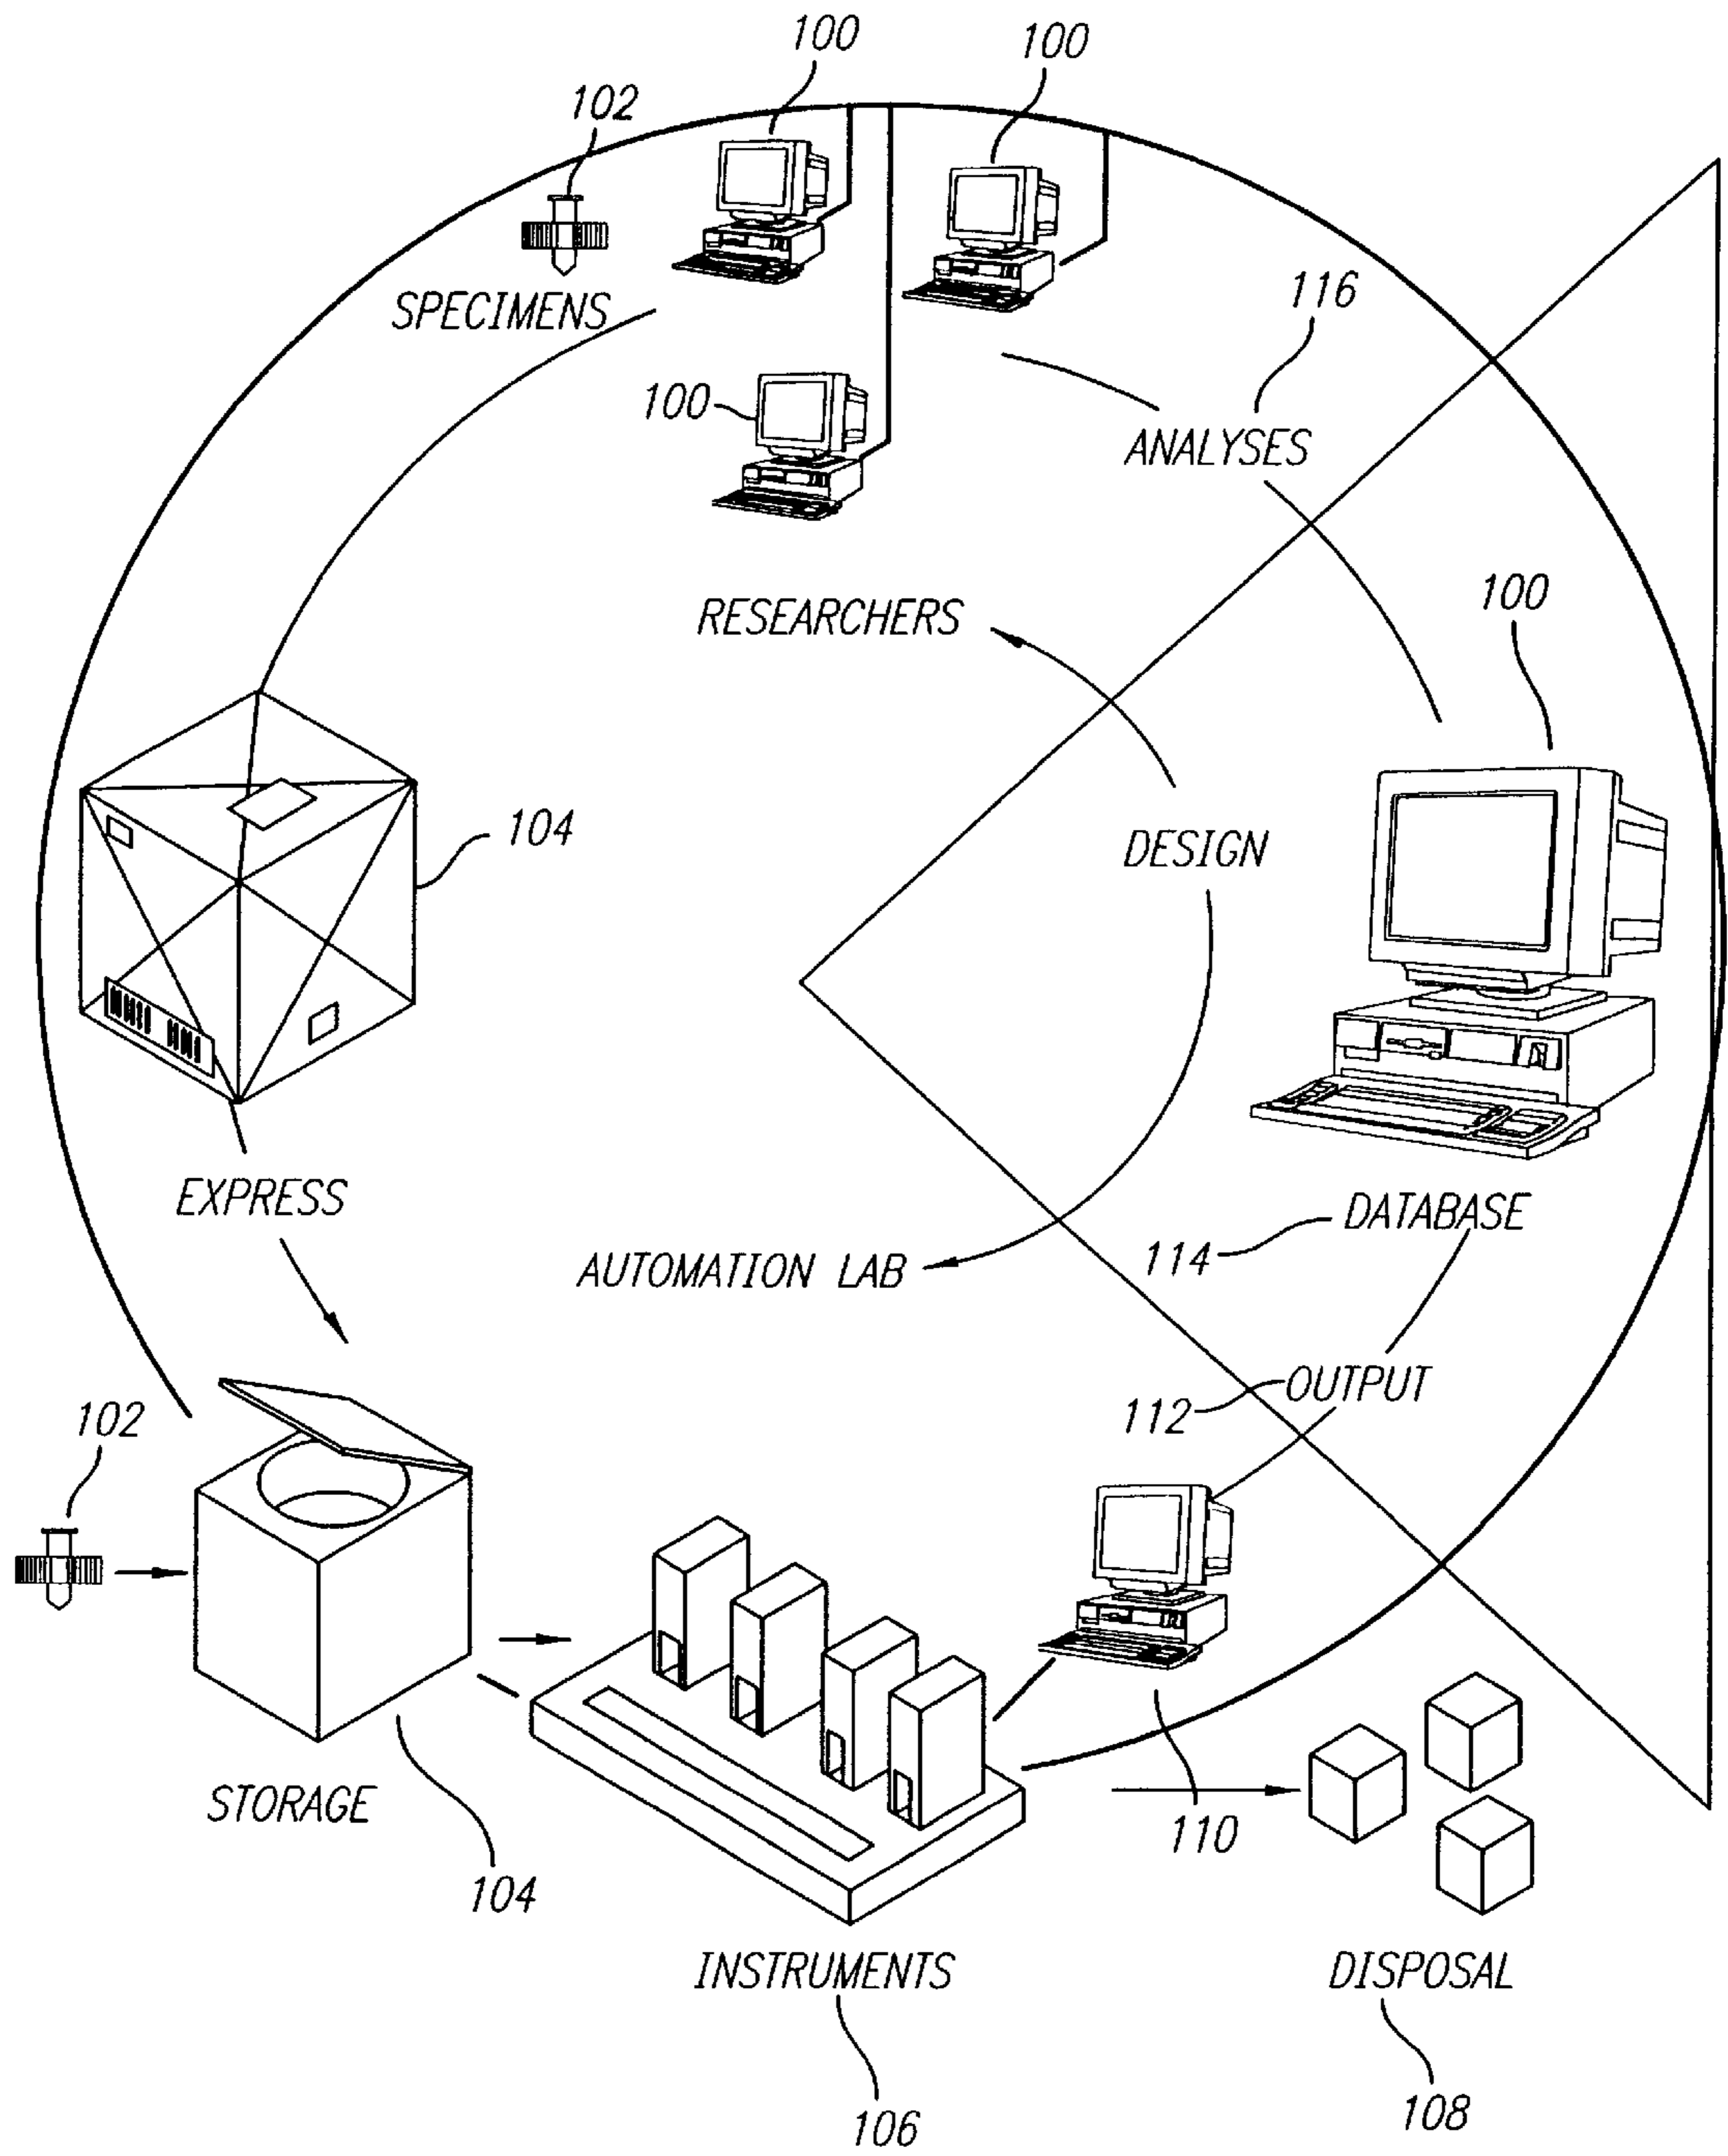 100
100
102
SPECIMENS
116
100
ANALYSES
100
RESEARCHERS
104
DESIGN
EXPRESS
DATABASE
114
AUTOMATION LAB
OUTPUT
112
102
STORAGE
110
104
INSTRUMENTS
DISPOSAL
106
108